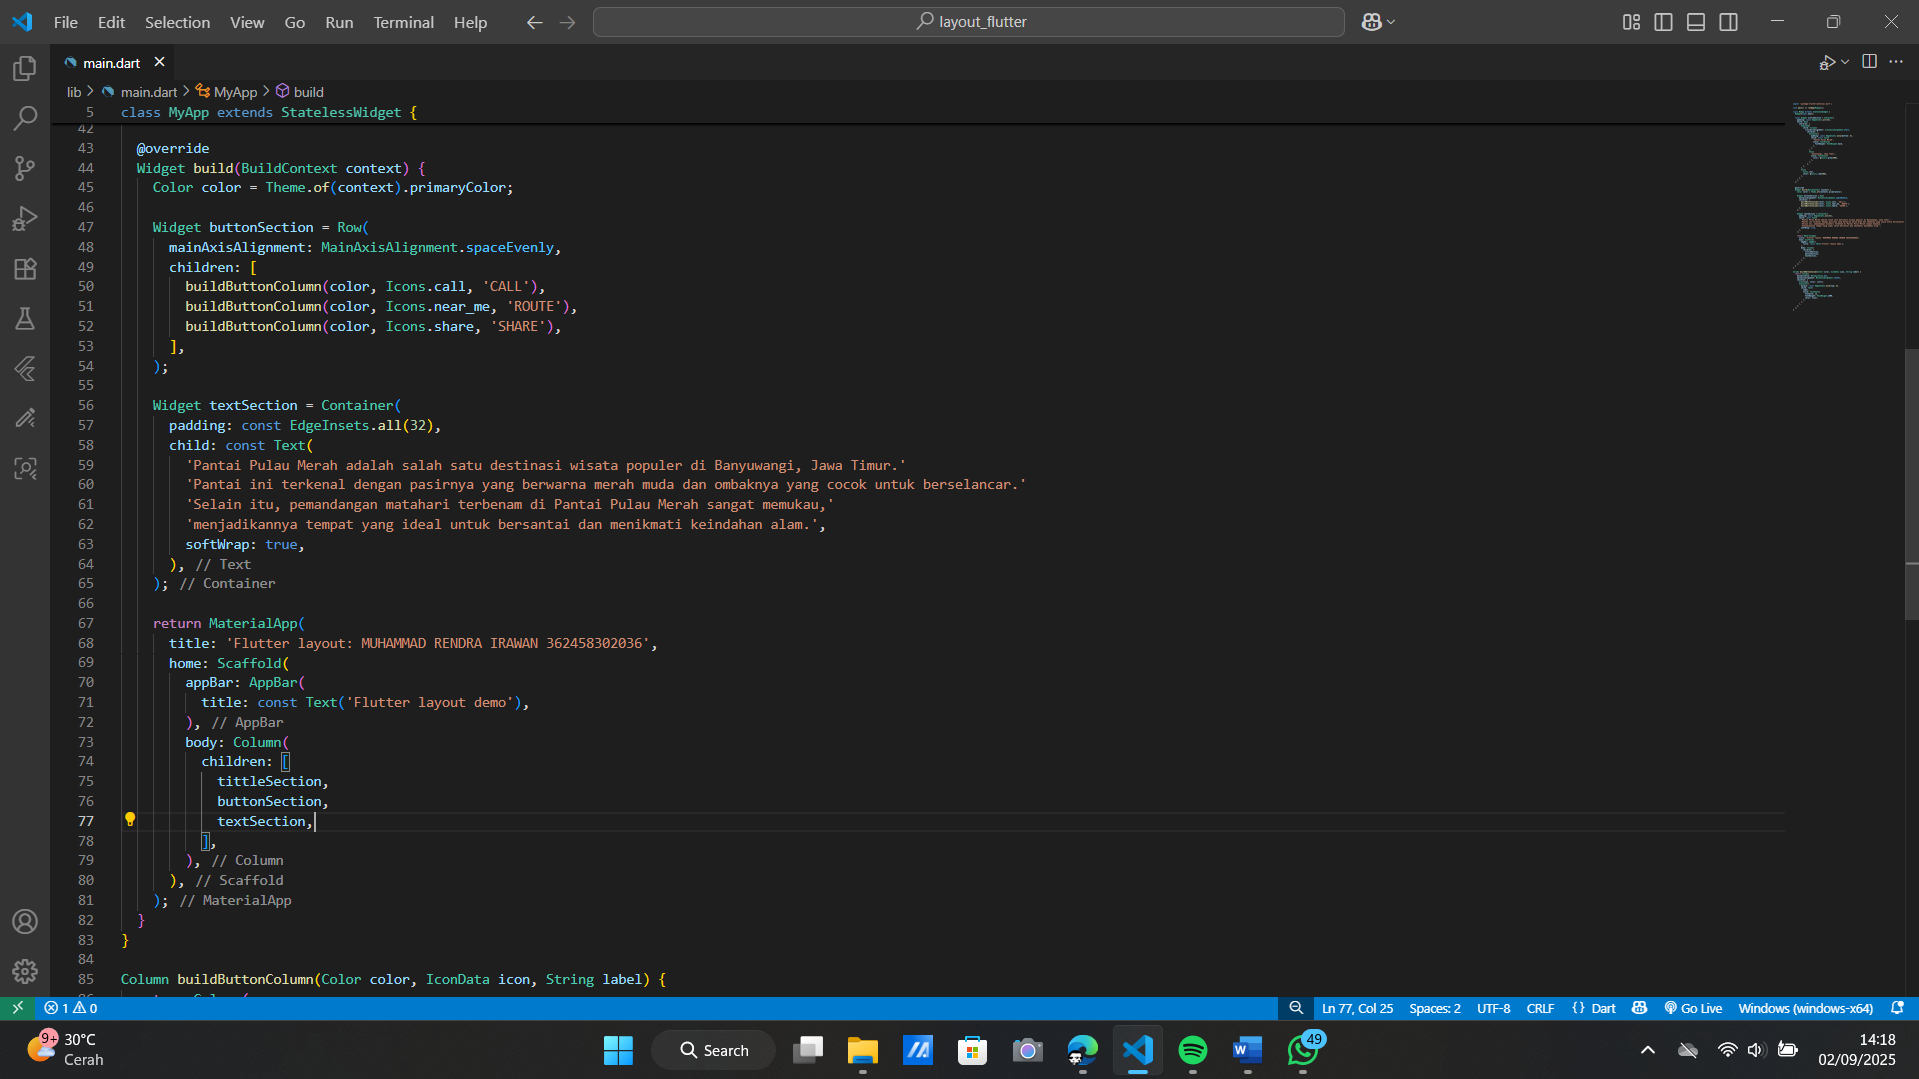 File Edit Selection View Go Run Terminal Help
layout_flutter
main.dart
lib > main.dart > MyApp > build
5 class MyApp extends StatelessWidget {
42
43 @override
44 Widget build(BuildContext context) {
45 Color color = Theme.of(context).primaryColor;
46
47 Widget buttonSection = Row(
48 mainAxisAlignment: MainAxisAlignment.spaceEvenly,
49 children: [
50 buildButtonColumn(color, Icons.call, 'CALL'),
51 buildButtonColumn(color, Icons.near_me, 'ROUTE'),
52 buildButtonColumn(color, Icons.share, 'SHARE'),
53 ],
54 );
55
56 Widget textSection = Container(
57 padding: const EdgeInsets.all(32),
58 child: const Text(
59 'Pantai Pulau Merah adalah salah satu destinasi wisata populer di Banyuwangi, Jawa Timur.'
60 'Pantai ini terkenal dengan pasirnya yang berwarna merah muda dan ombaknya yang cocok untuk berselancar.'
61 'Selain itu, pemandangan matahari terbenam di Pantai Pulau Merah sangat memukau,'
62 'menjadikannya tempat yang ideal untuk bersantai dan menikmati keindahan alam.',
63 softWrap: true,
64 ), // Text
65 ); // Container
66
67 return MaterialApp(
68 title: 'Flutter layout: MUHAMMAD RENDRA IRAWAN 362458302036',
69 home: Scaffold(
70 appBar: AppBar(
71 title: const Text('Flutter layout demo'),
72 ), // AppBar
73 body: Column(
74 children: [
75 tittleSection,
76 buttonSection,
77 textSection,
78 ],
79 ), // Column
80 ), // Scaffold
81 ); // MaterialApp
82 }
83 }
84
85 Column buildButtonColumn(Color color, IconData icon, String label) {
1 0 Ln 77, Col 25 Spaces: 2 UTF-8 CRLF {} Dart Go Live Windows (windows-x64)
9+ 30°C
Cerah
Search
49
14:18
02/09/2025